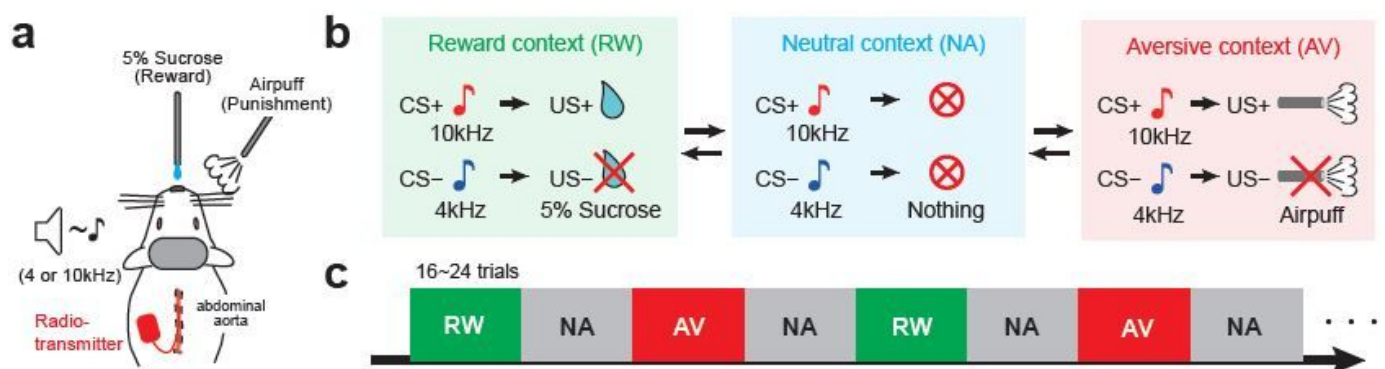 a
5% Sucrose
(Reward)
Airpuff
(Punishment)
(4 or 10kHz)
Radio-
transmitter
abdominal
aorta
b
Reward context (RW)
CS+
US+
10kHz
CS−
US−
4kHz
5% Sucrose
Neutral context (NA)
CS+
10kHz
CS−
4kHz
Nothing
Aversive context (AV)
CS+
US+
10kHz
CS−
US−
4kHz
Airpuff
c
16~24 trials
RW NA AV NA RW NA AV NA ....